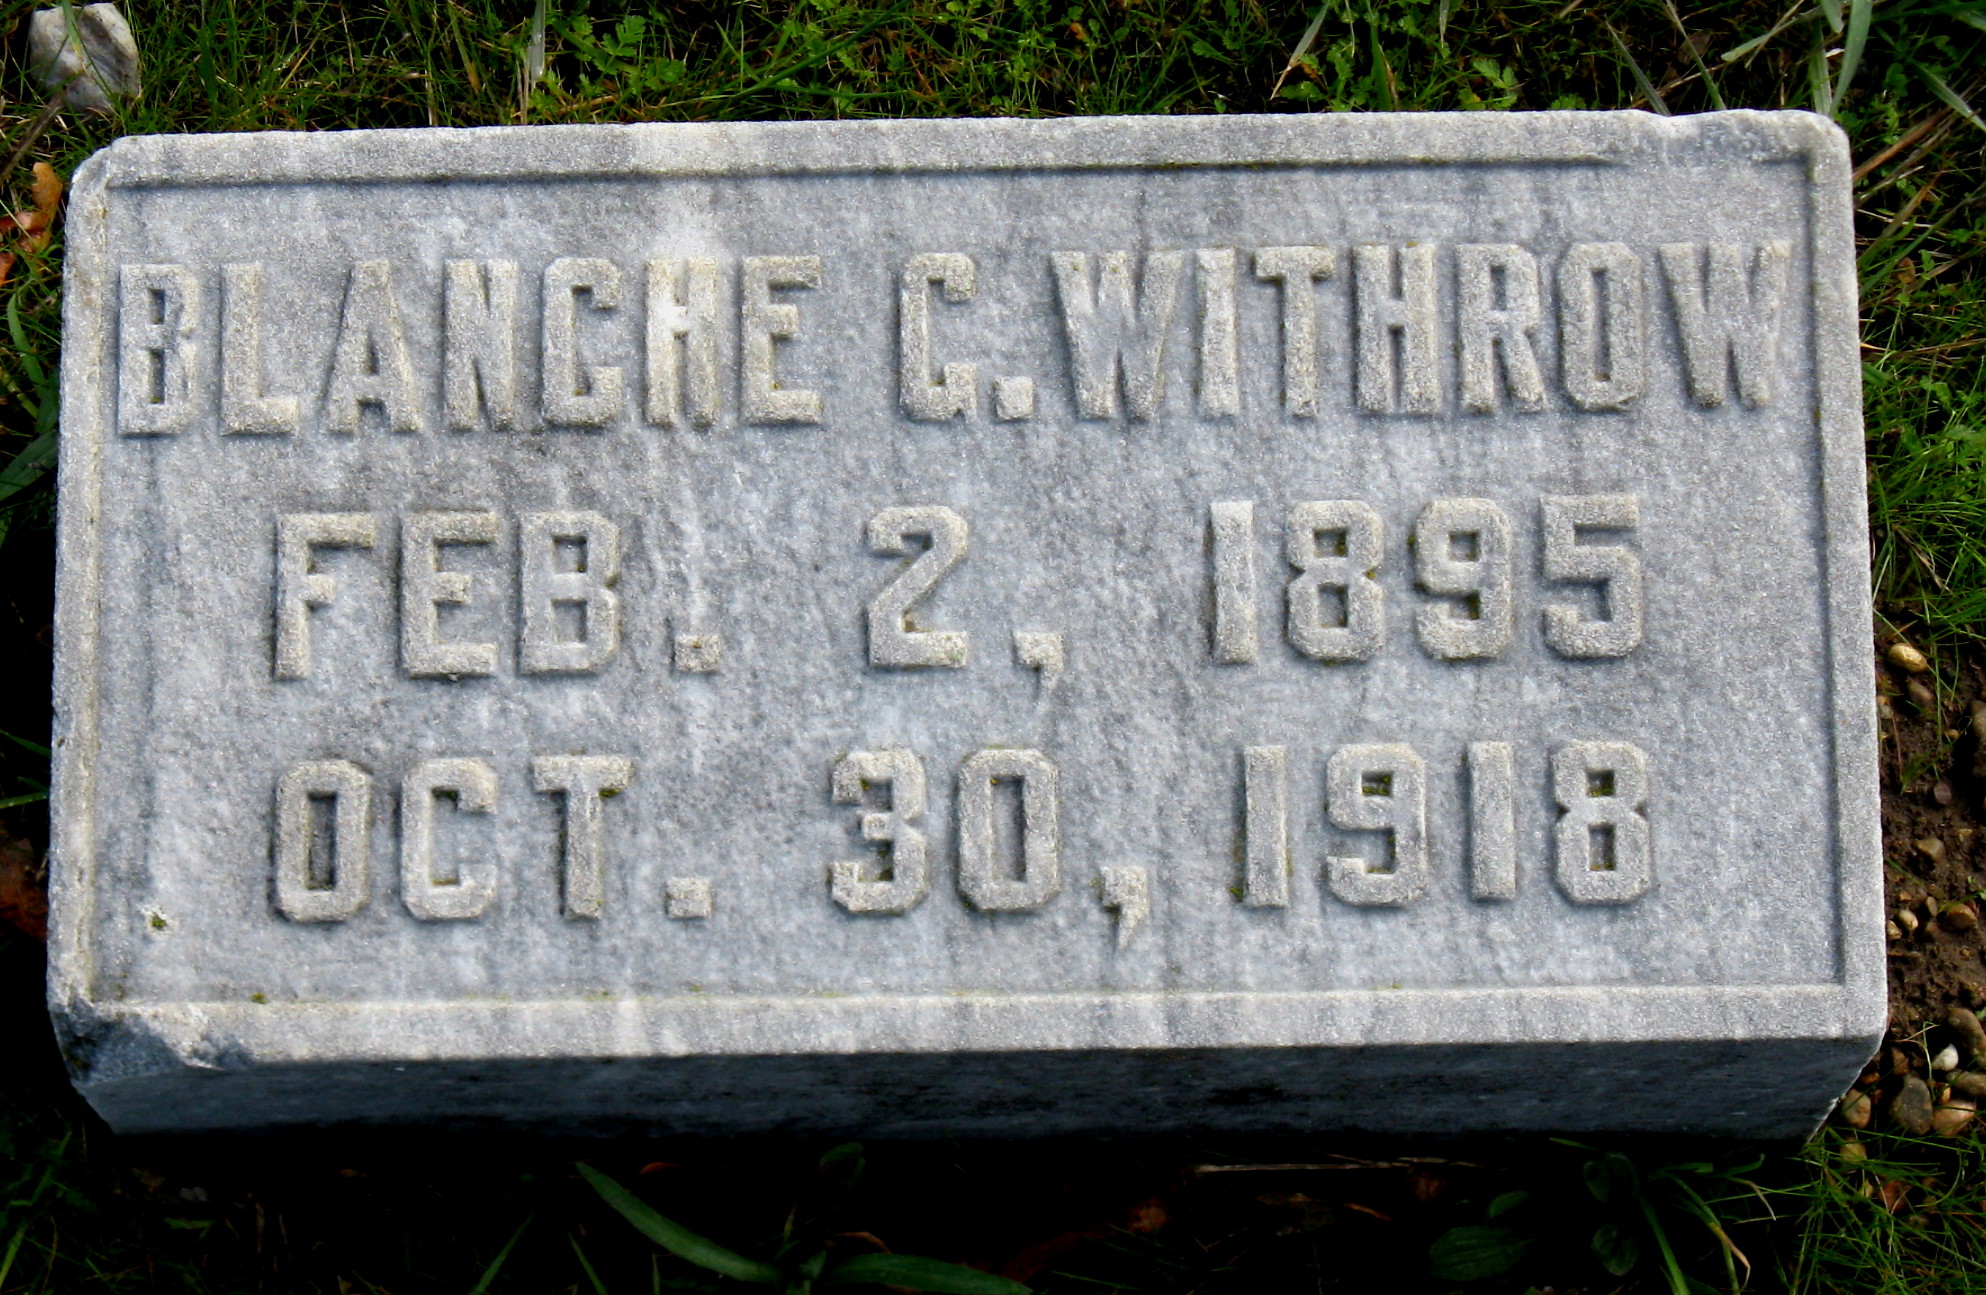 BLANCHE G. WITHROW
FEB. 2, 1895
OCT. 30, 1918